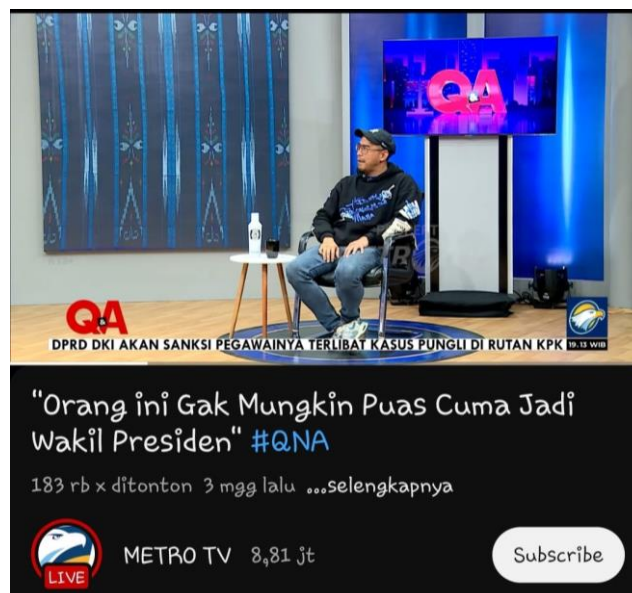 Q&A
Q&A
DPRD DKI AKAN SANKSI PEGAWAINYA TERLIBAT KASUS PUNGLI DI RUTAN KPK
19.13 WIB
"Orang ini Gak Mungkin Puas Cuma Jadi
Wakil Presiden" #QNA
183 rb x ditonton 3 mgg lalu ...selengkapnya
METRO TV 8,81 jt
Subscribe
LIVE